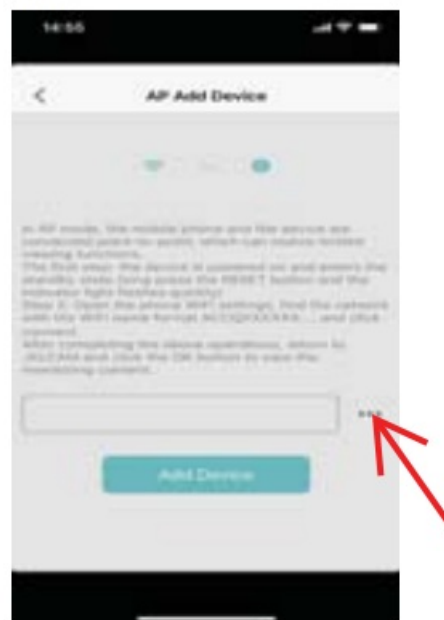 14:55
AP Add Device
In AP mode, the mobile phone and the device are
connected point-to-point, which can realize
viewing functions.
The first step: the device is powered on and enters the
standby state (long press the RESET button and the
indicator light flashes quickly)
Step 2: Open the phone WIFI settings, find the network
with the WIFI name format and click
connect.
After completing the above operations, return to
and click the OK button to view the
monitoring content.
Add Device